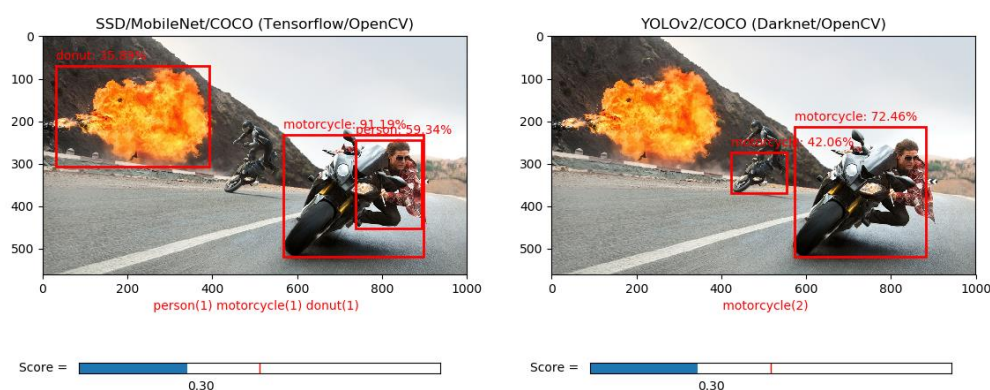 SSD/MobileNet/COCO (Tensorflow/OpenCV)
0
100
200
300
400
500
0 200 400 600 800 1000
donut: 35.89%
motorcycle: 91.19%
person: 59.34%
person(1) motorcycle(1) donut(1)
Score =
0.30
YOLOv2/COCO (Darknet/OpenCV)
0
100
200
300
400
500
0 200 400 600 800 1000
motorcycle: 72.46%
motorcycle: 42.06%
motorcycle(2)
Score =
0.30